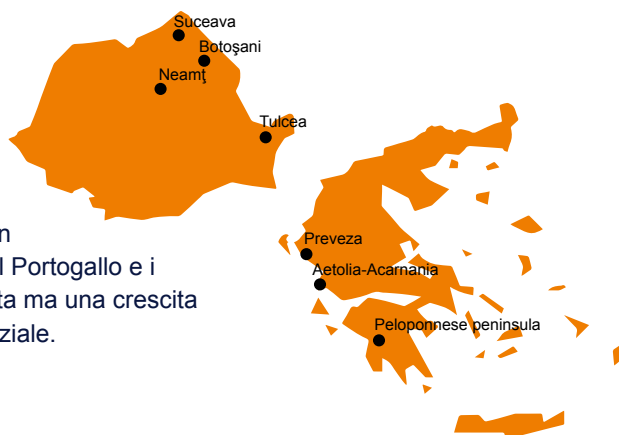 Suceava
Botoşani
Neamţ
Tulcea
n
l Portogallo e i
ta ma una crescita
ziale.
Preveza
Aetolia-Acarnania
Peloponnese peninsula